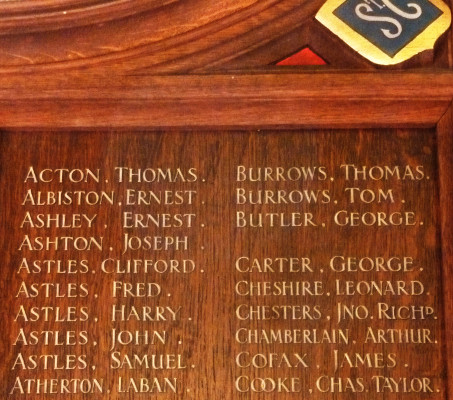 ACTON. THOMAS.
ALBISTON. ERNEST.
ASHLEY. ERNEST.
ASHTON. JOSEPH.
ASTLES. CLIFFORD.
ASTLES. FRED.
ASTLES. HARRY.
ASTLES. JOHN.
ASTLES. SAMUEL.
ATHERTON. LABAN.
BURROWS. THOMAS.
BURROWS. TOM.
BUTLER. GEORGE.
CARTER. GEORGE.
CHESHIRE. LEONARD.
CHESTERS. JNO. RICHD.
CHAMBERLAIN. ARTHUR.
COFAX. JAMES.
COOKE. CHAS. TAYLOR.